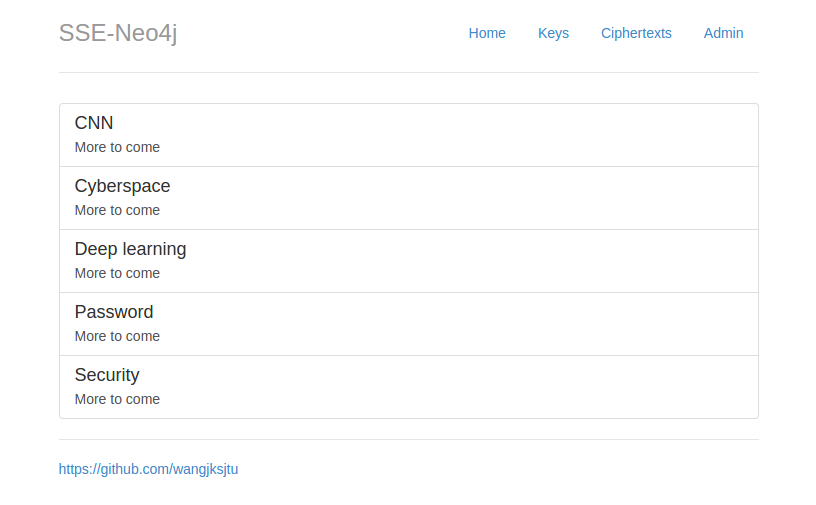 SSE-Neo4j
Home Keys Ciphertexts Admin
CNN
More to come
Cyberspace
More to come
Deep learning
More to come
Password
More to come
Security
More to come
https://github.com/wangjksjtu